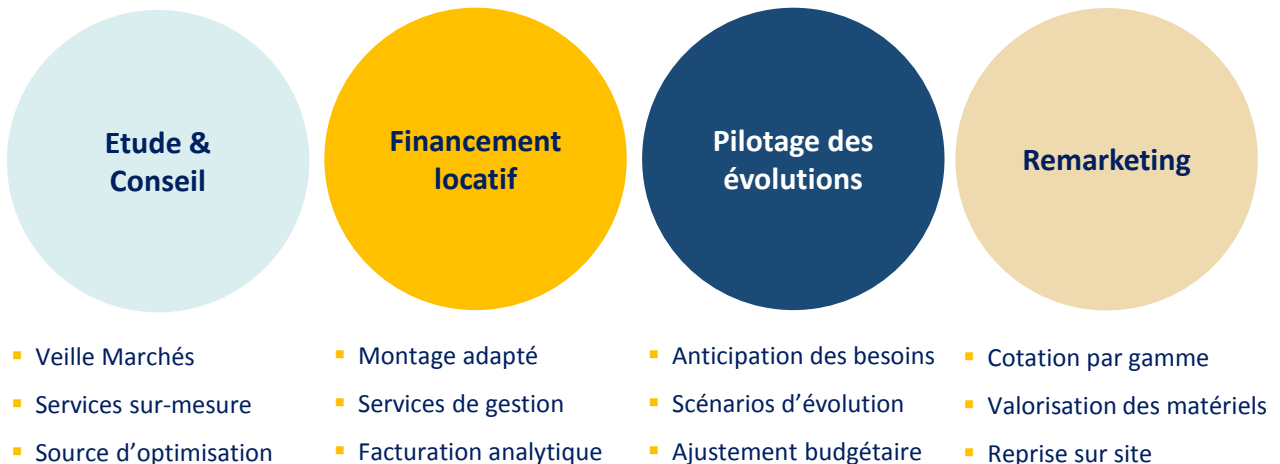 Etude &
Conseil
Financement
locatif
Pilotage des
évolutions
Remarketing
▪ Veille Marchés
▪ Services sur-mesure
▪ Source d’optimisation
▪ Montage adapté
▪ Services de gestion
▪ Facturation analytique
▪ Anticipation des besoins
▪ Scénarios d’évolution
▪ Ajustement budgétaire
▪ Cotation par gamme
▪ Valorisation des matériels
▪ Reprise sur site